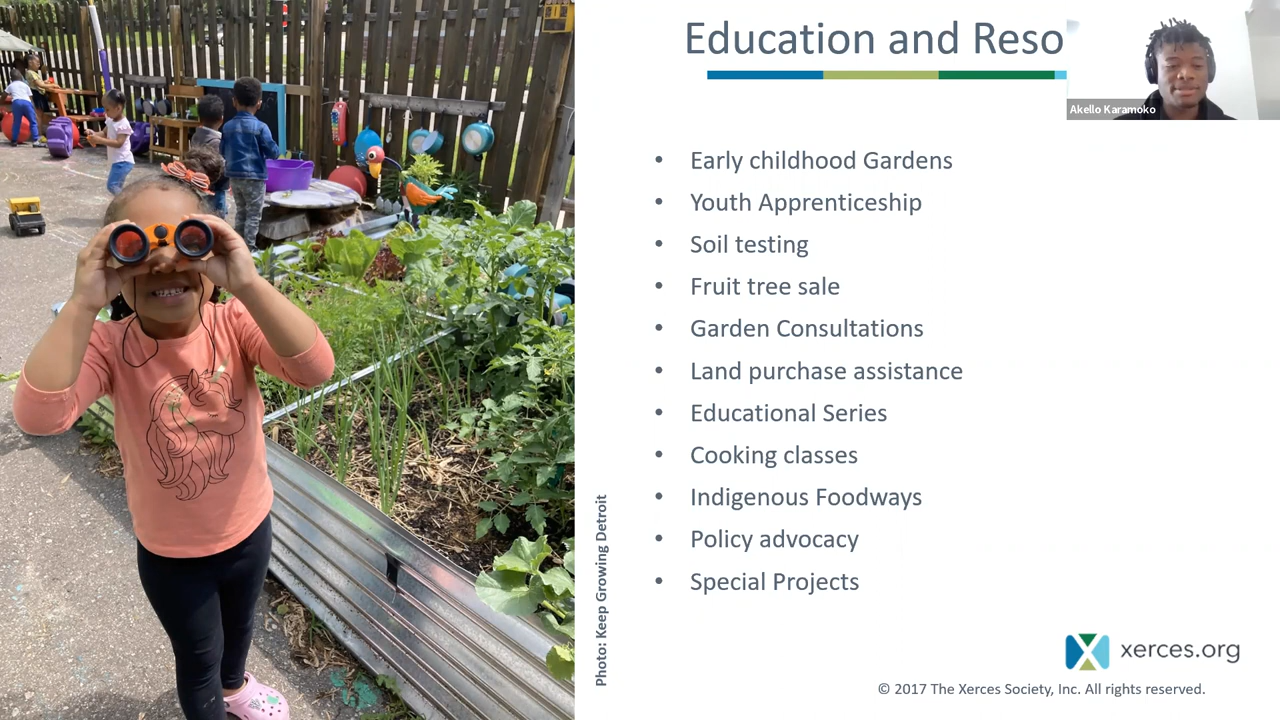 Education and Reso
Akello Karamoko
• Early childhood Gardens
• Youth Apprenticeship
• Soil testing
• Fruit tree sale
• Garden Consultations
• Land purchase assistance
• Educational Series
• Cooking classes
• Indigenous Foodways
• Policy advocacy
• Special Projects
Photo: Keep Growing Detroit
xerces.org
© 2017 The Xerces Society, Inc. All rights reserved.